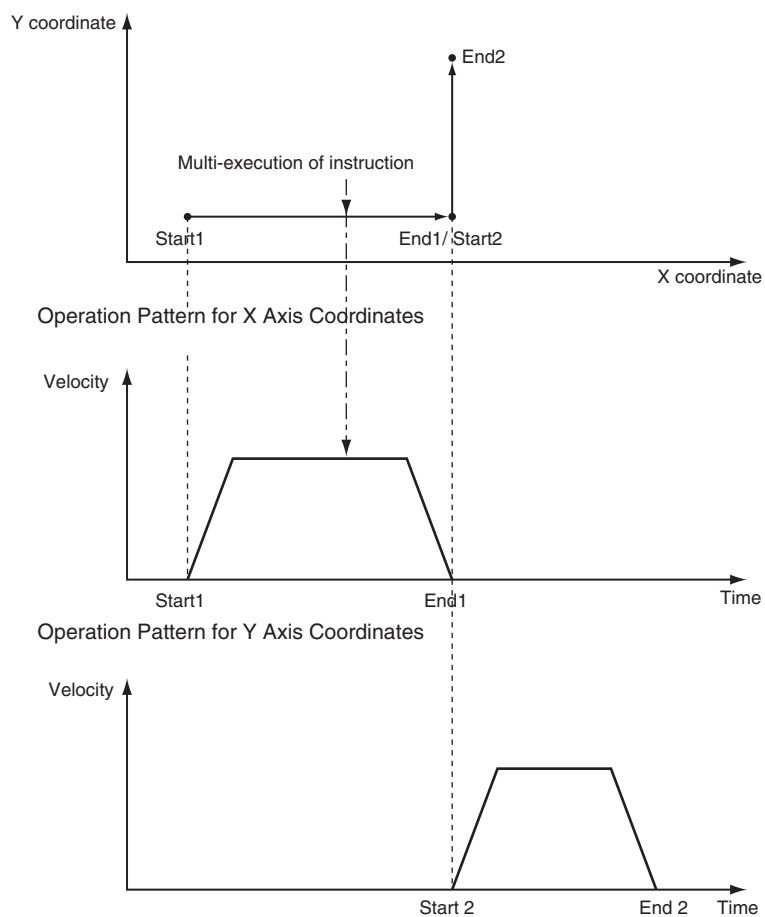 Y coordinate
End2
Multi-execution of instruction
Start1
End1/ Start2
X coordinate
Operation Pattern for X Axis Coordinates
Velocity
Start1
End1
Time
Operation Pattern for Y Axis Coordinates
Velocity
Start 2
End 2
Time